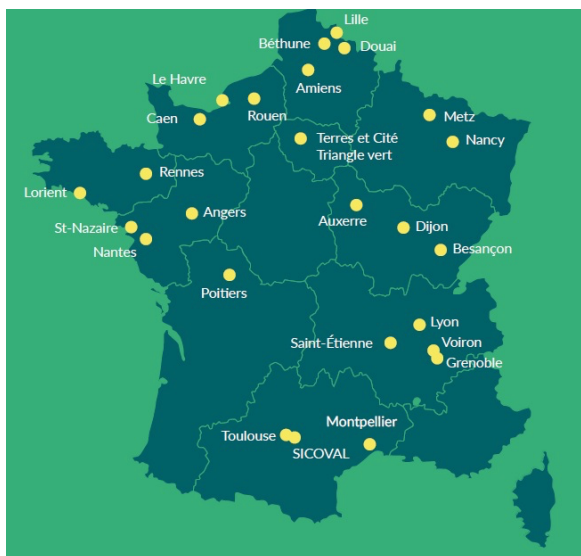 Lille
Béthune
Douai
Le Havre
Amiens
Caen
Rouen
Metz
Terres et Cité
Triangle vert
Nancy
Rennes
Lorient
Angers
Auxerre
St-Nazaire
Dijon
Nantes
Besançon
Poitiers
Lyon
Saint-Étienne
Voiron
Grenoble
Montpellier
Toulouse
SICOVAL